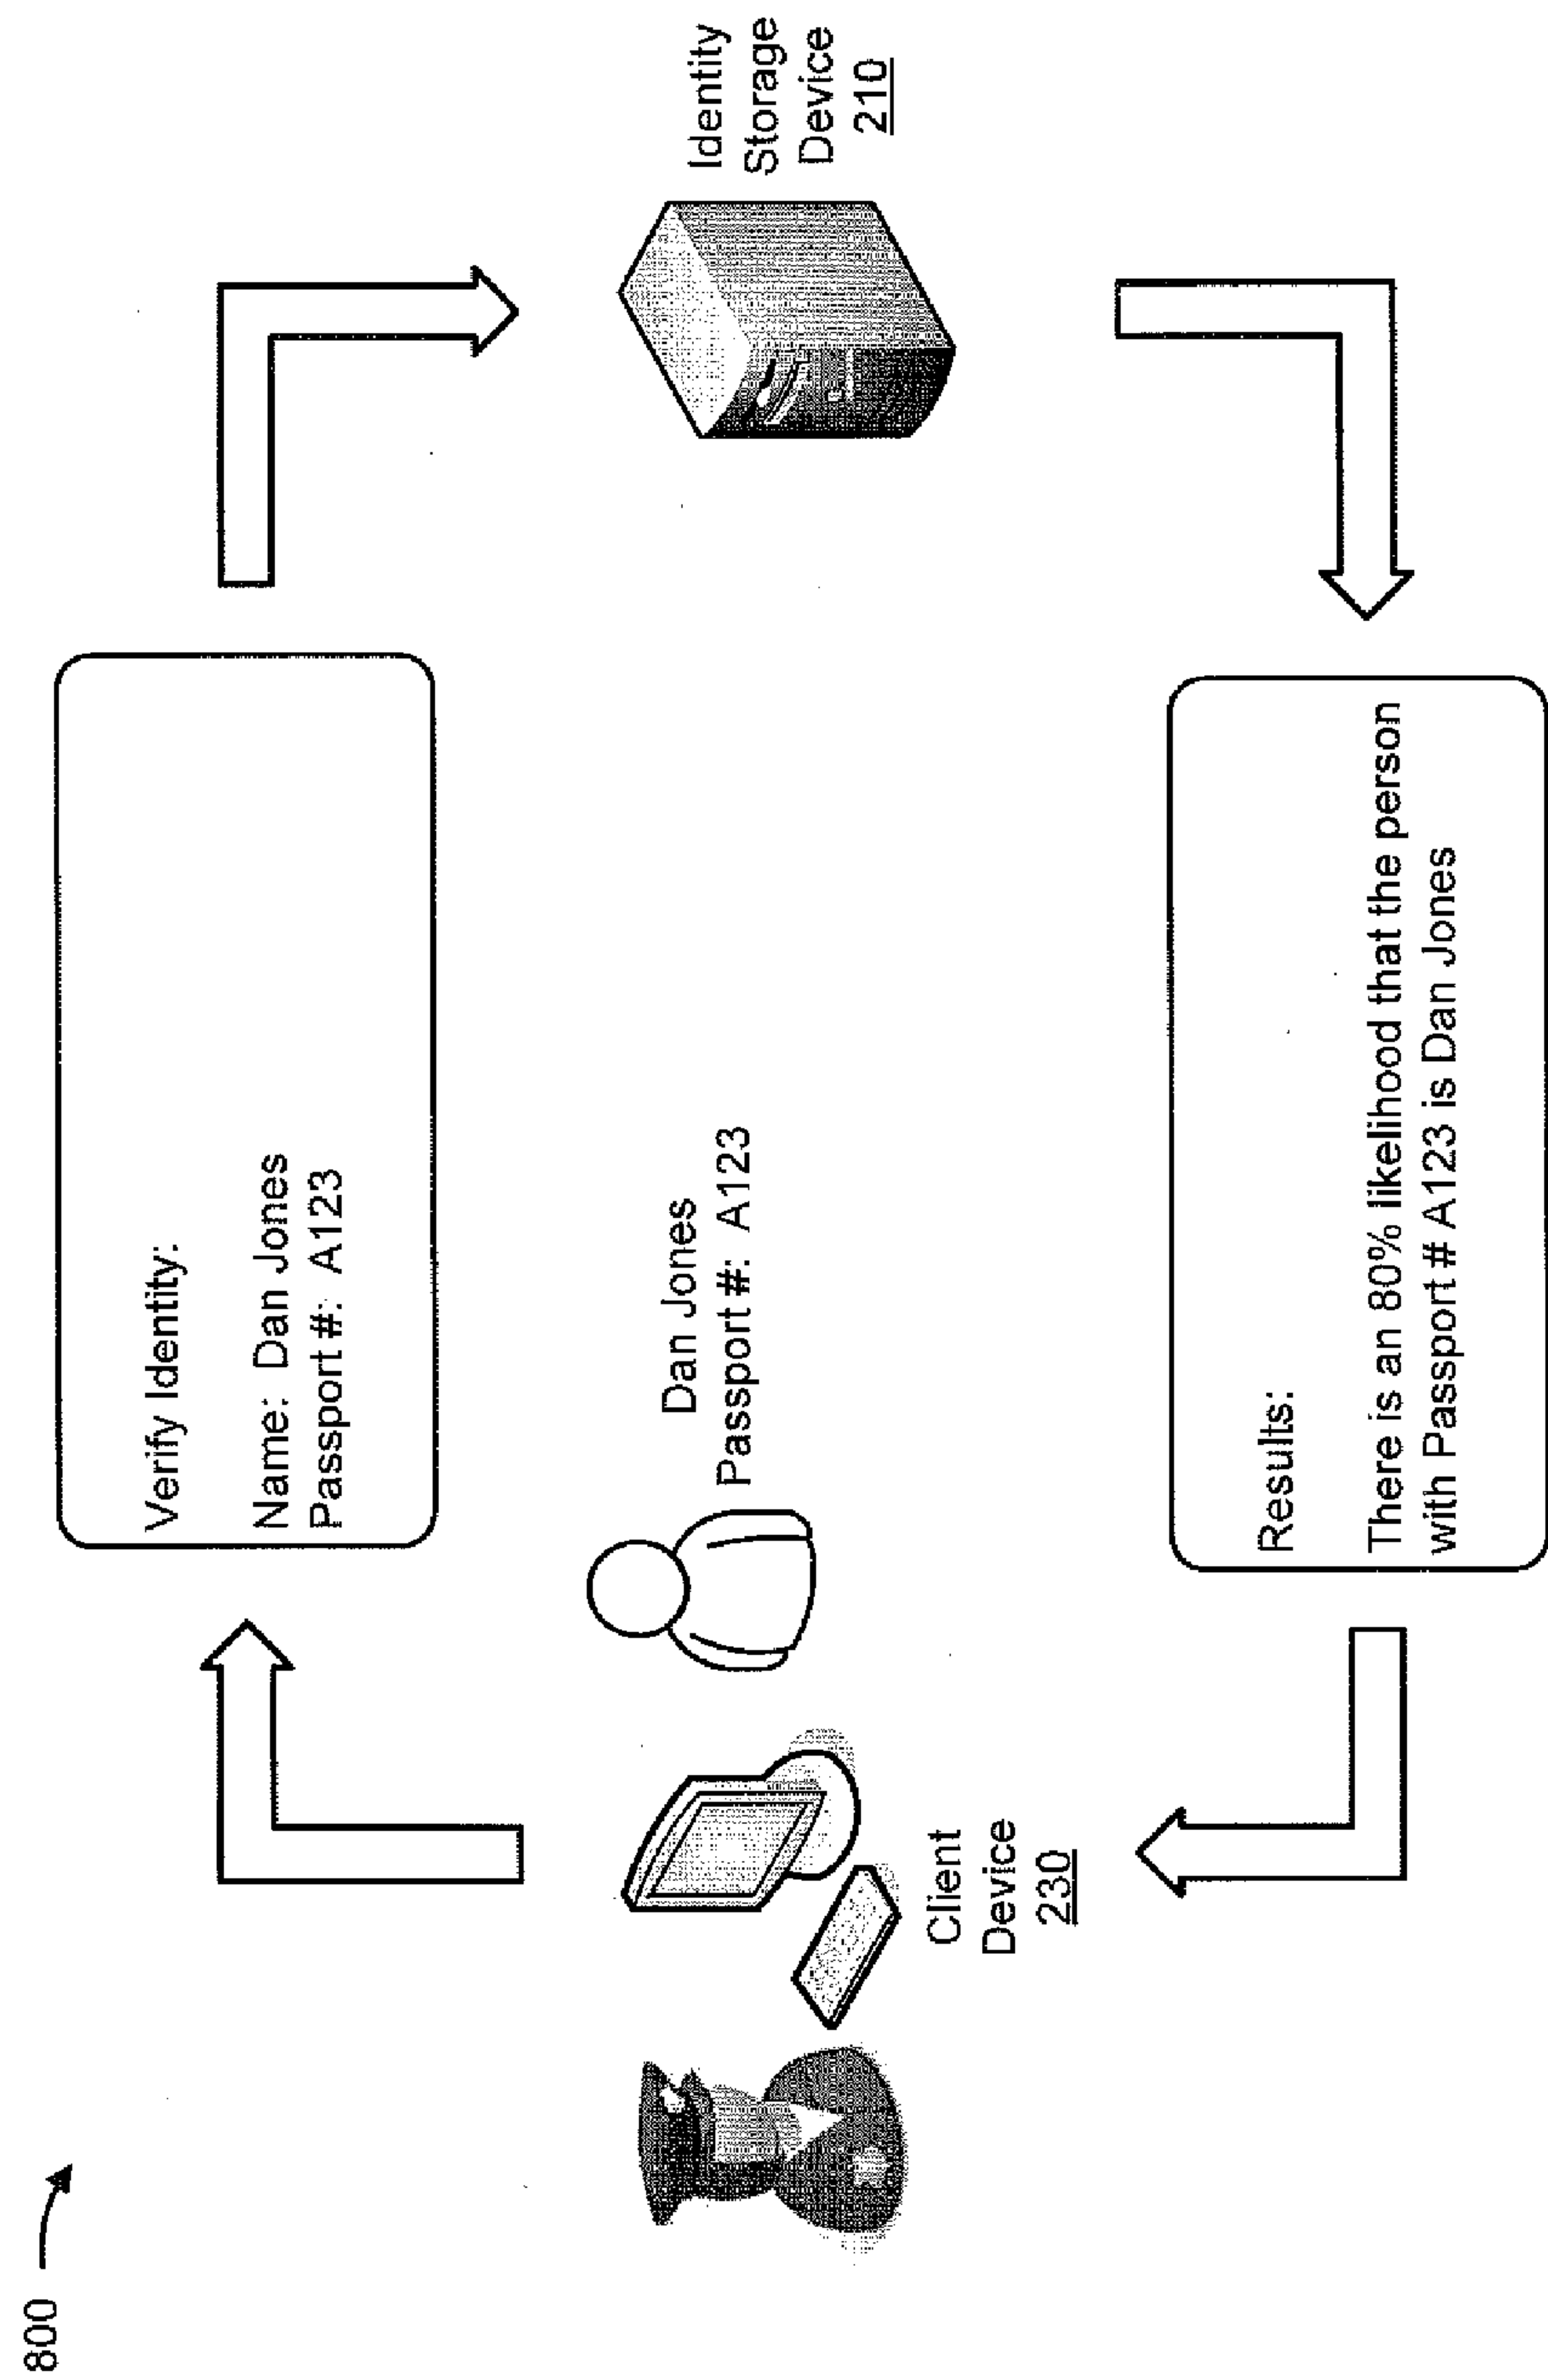 800
Verify Identity:
Name: Dan Jones
Passport #: A123
Dan Jones
Passport #: A123
Client
Device
230
Identity
Storage
Device
210
Results:
There is an 80% likelihood that the person
with Passport # A123 is Dan Jones